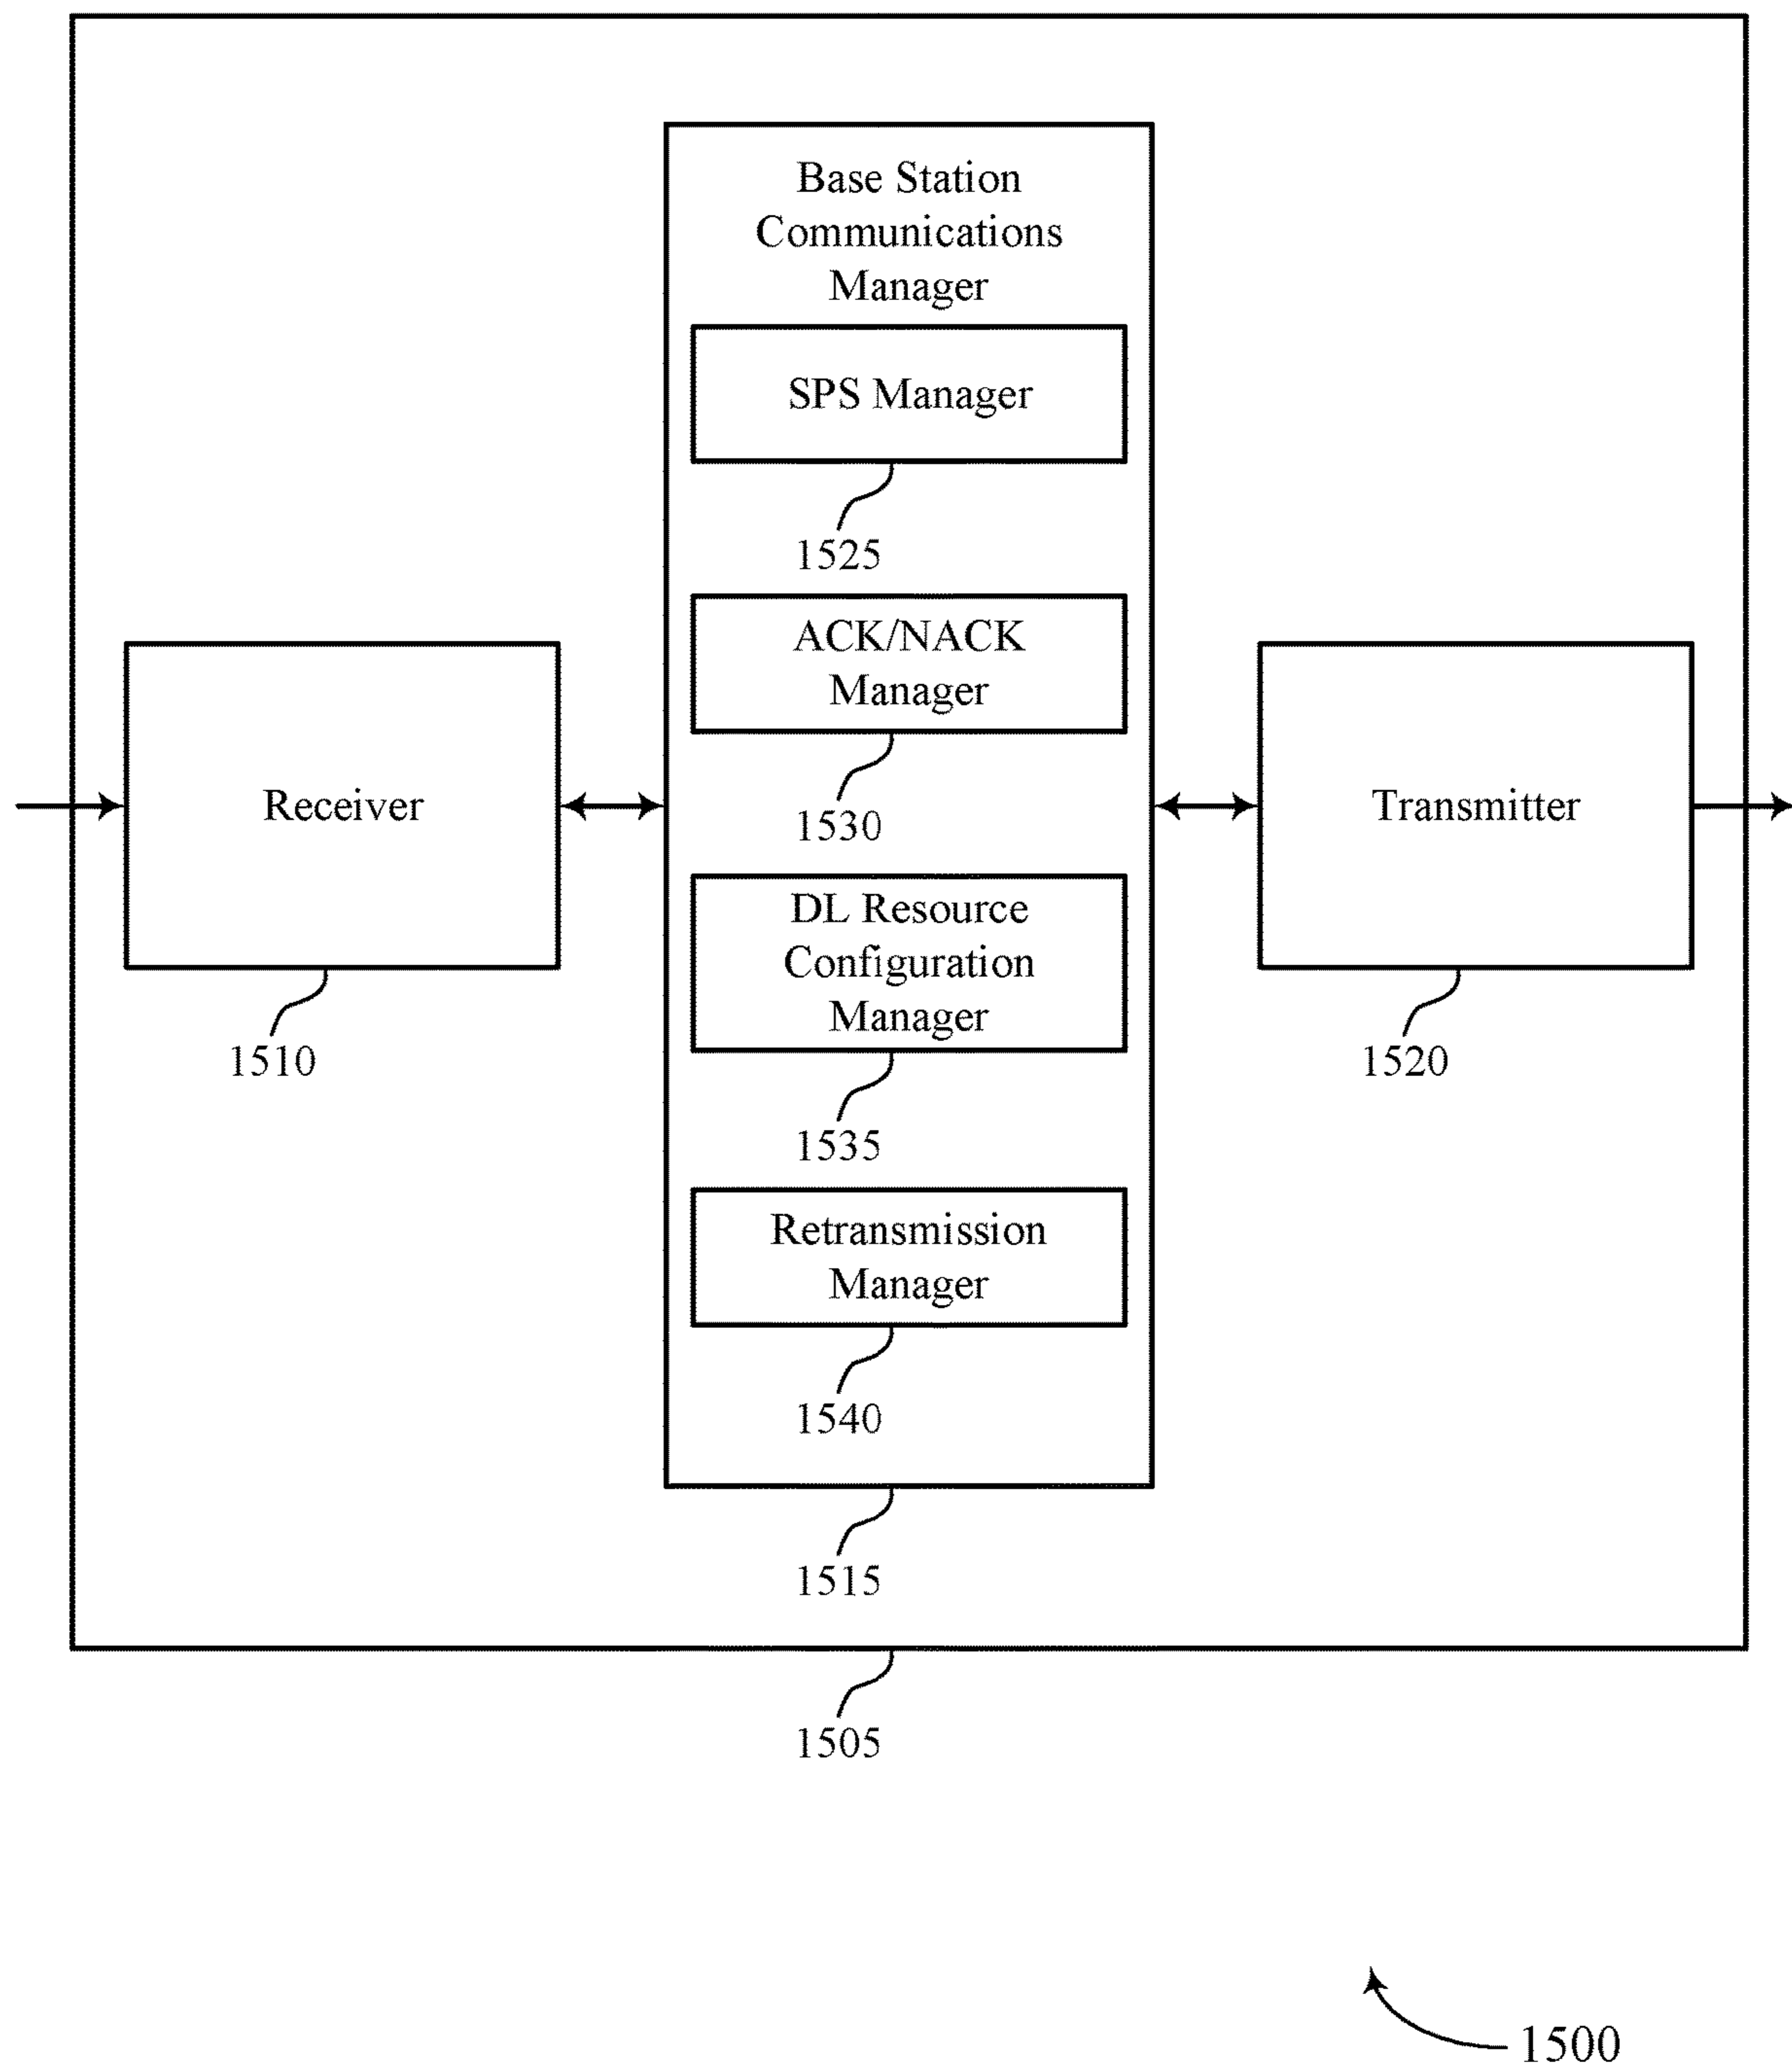 Base Station
Communications
Manager
SPS Manager
1525
ACK/NACK
Manager
1530
Receiver
1510
Transmitter
1520
DL Resource
Configuration
Manager
1535
Retransmission
Manager
1540
1515
1505
1500